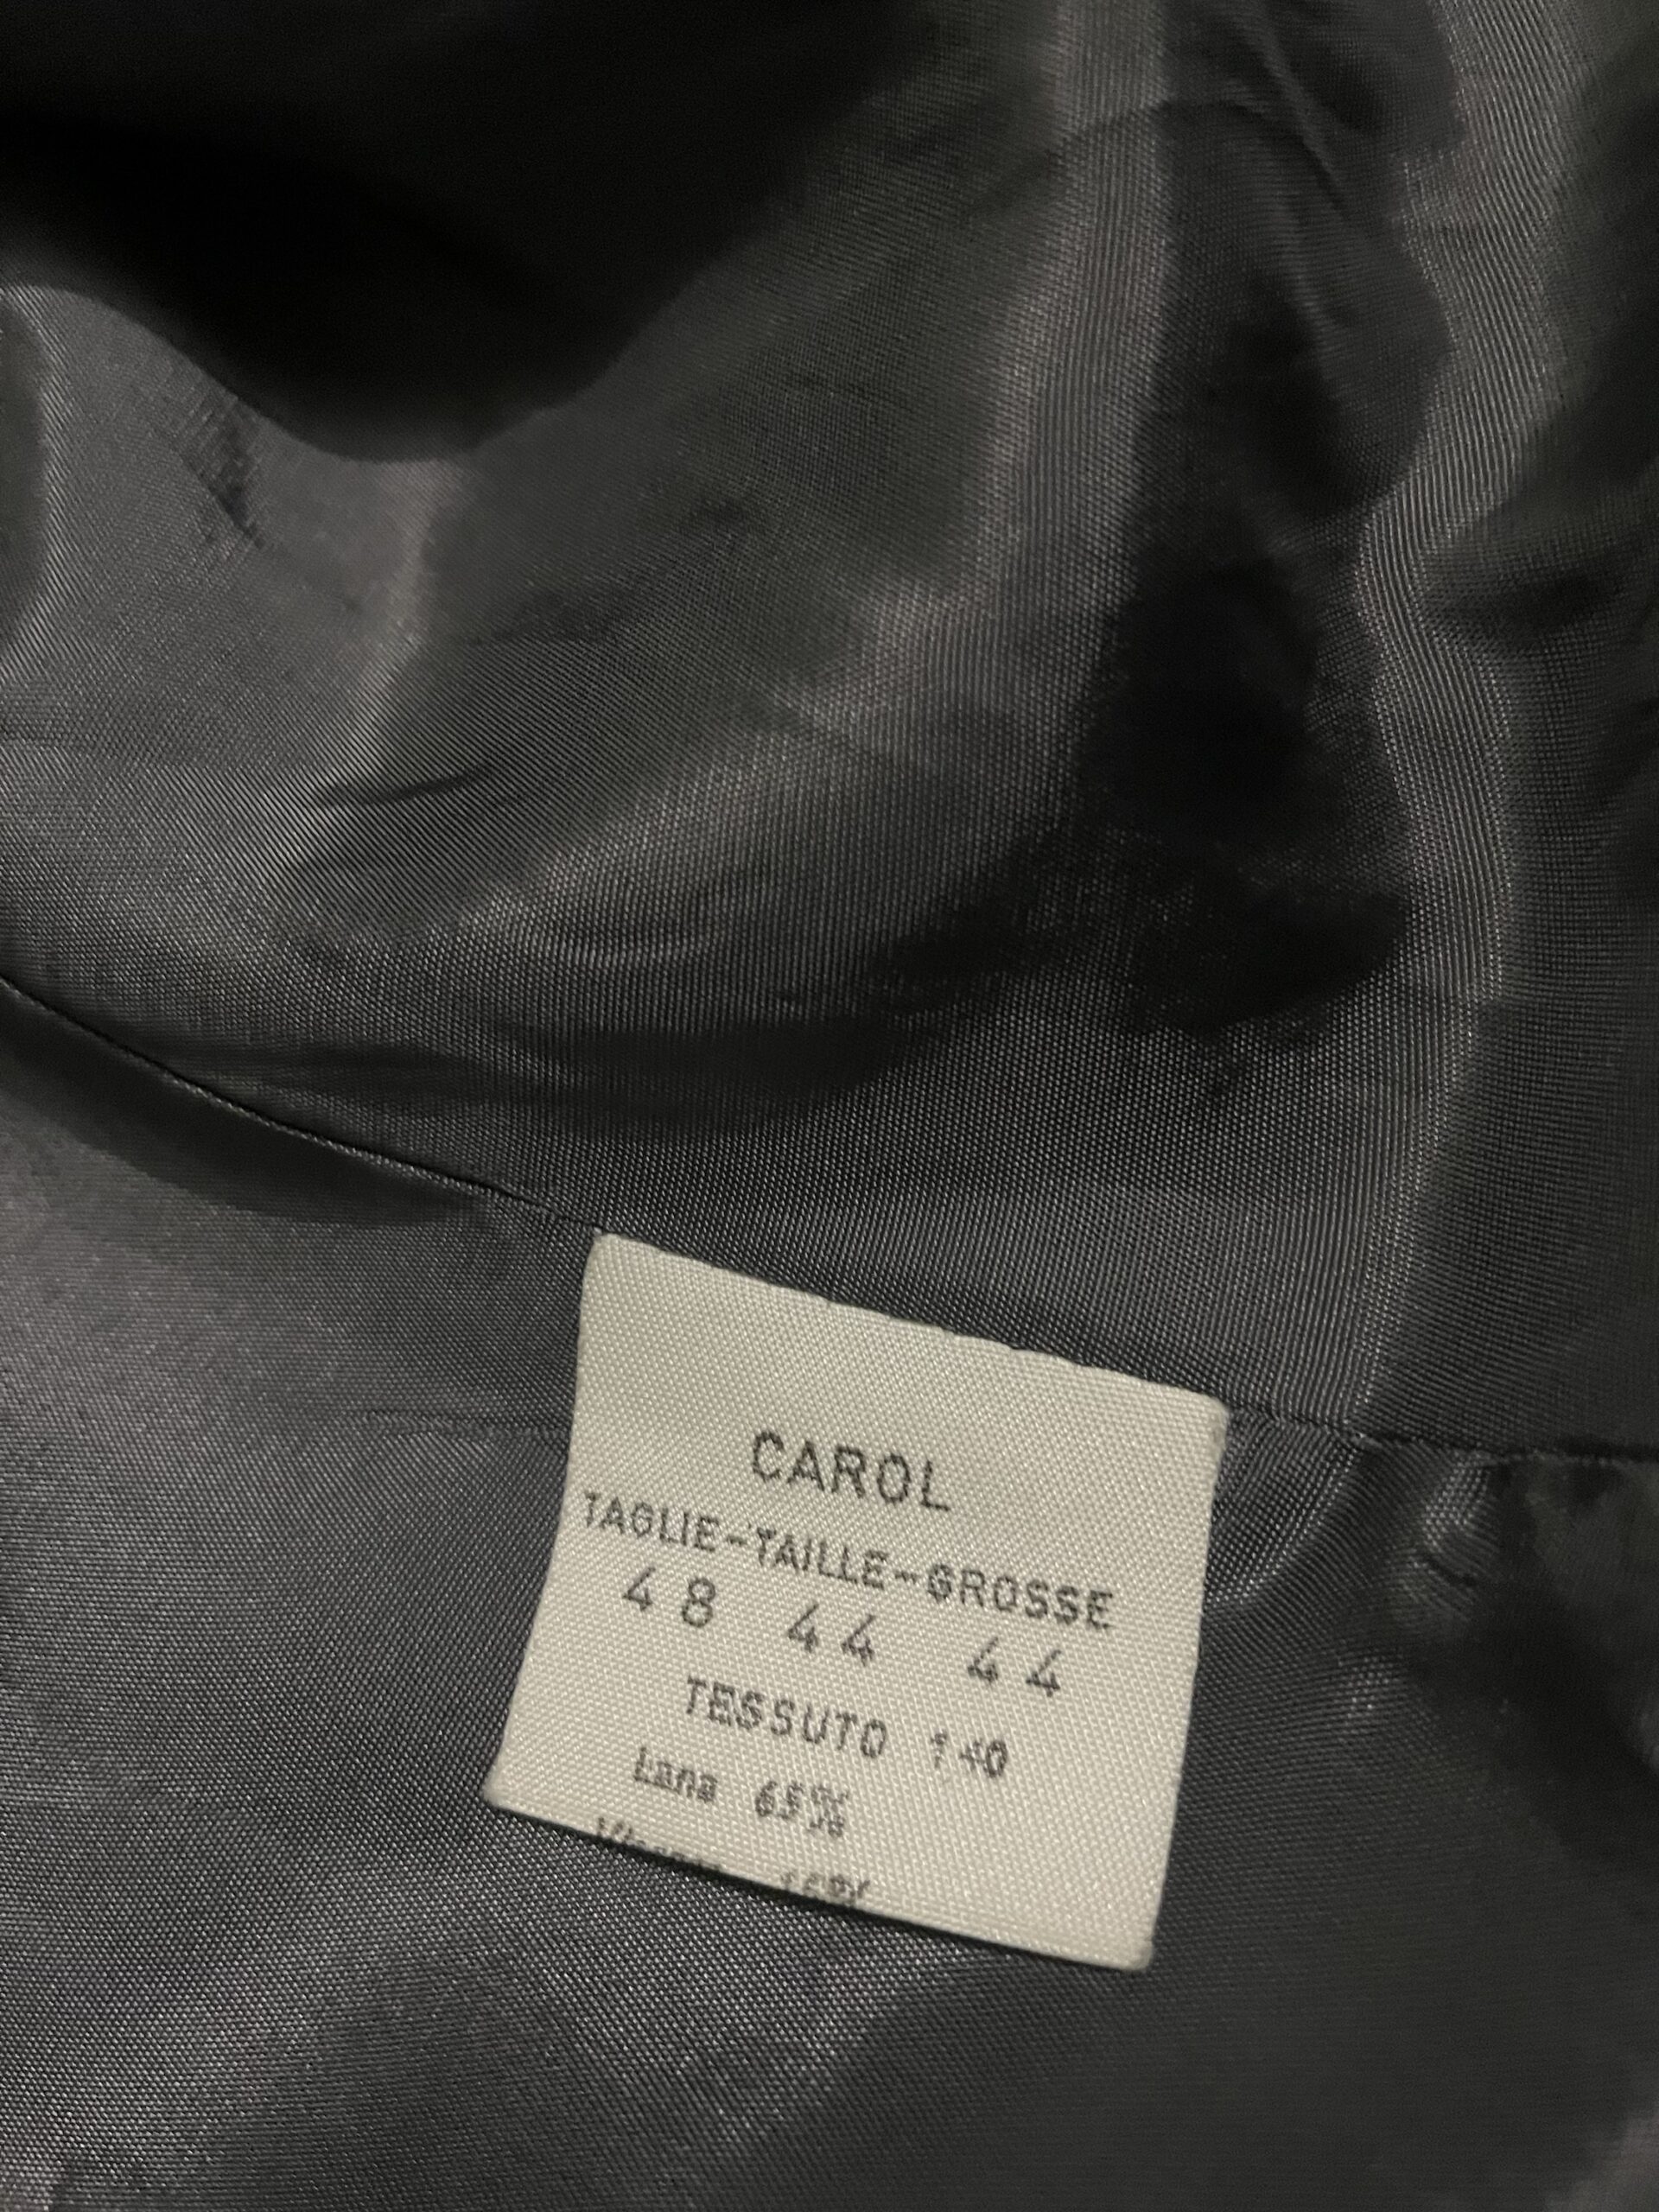 CAROL
TAGLIE-TAILLE-GROSSE
48 44 44
TESSUTO 140
Lana 65%